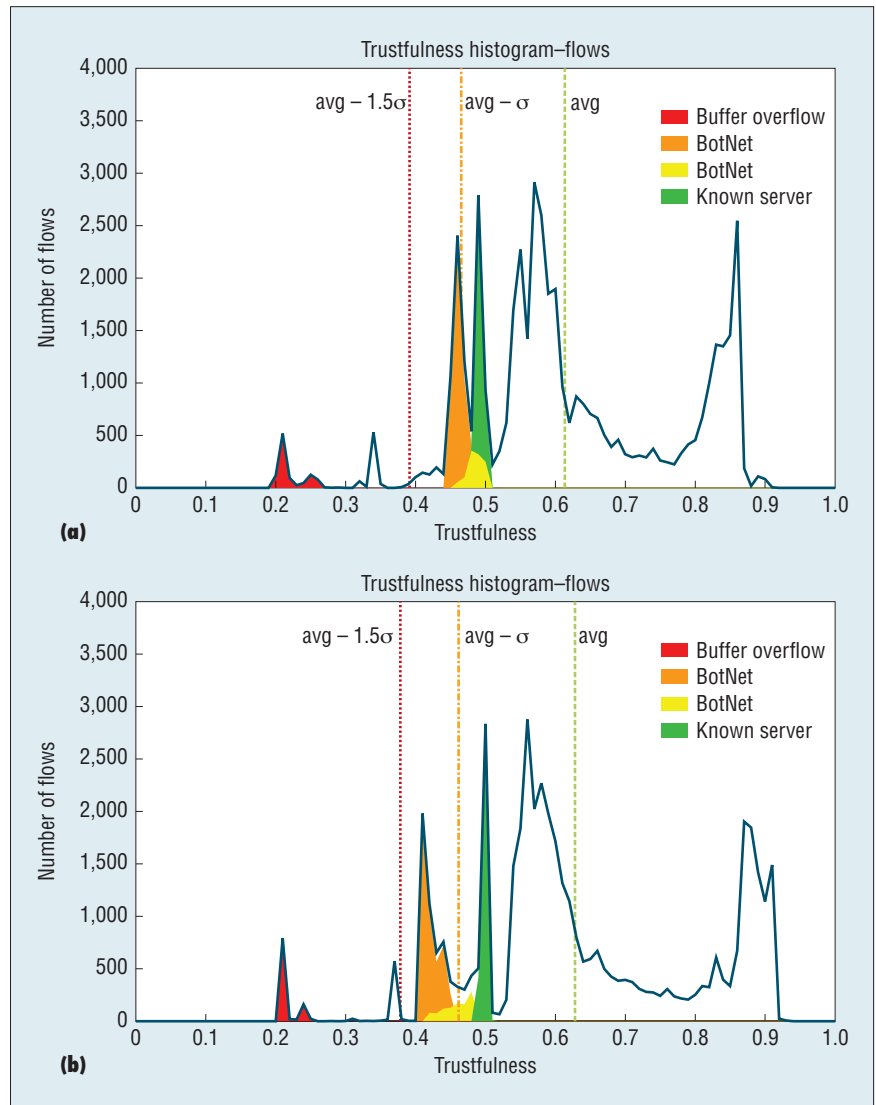 Trustfulness histogram–flows
4,000
3,500
3,000
2,500
2,000
1,500
1,000
500
0
Number of flows
avg – 1.5σ
avg – σ
avg
Buffer overflow
BotNet
BotNet
Known server
0 0.1 0.2 0.3 0.4 0.5 0.6 0.7 0.8 0.9 1.0
Trustfulness
(a)
Trustfulness histogram–flows
4,000
3,500
3,000
2,500
2,000
1,500
1,000
500
0
Number of flows
avg – 1.5σ
avg – σ
avg
Buffer overflow
BotNet
BotNet
Known server
0 0.1 0.2 0.3 0.4 0.5 0.6 0.7 0.8 0.9 1.0
Trustfulness
(b)